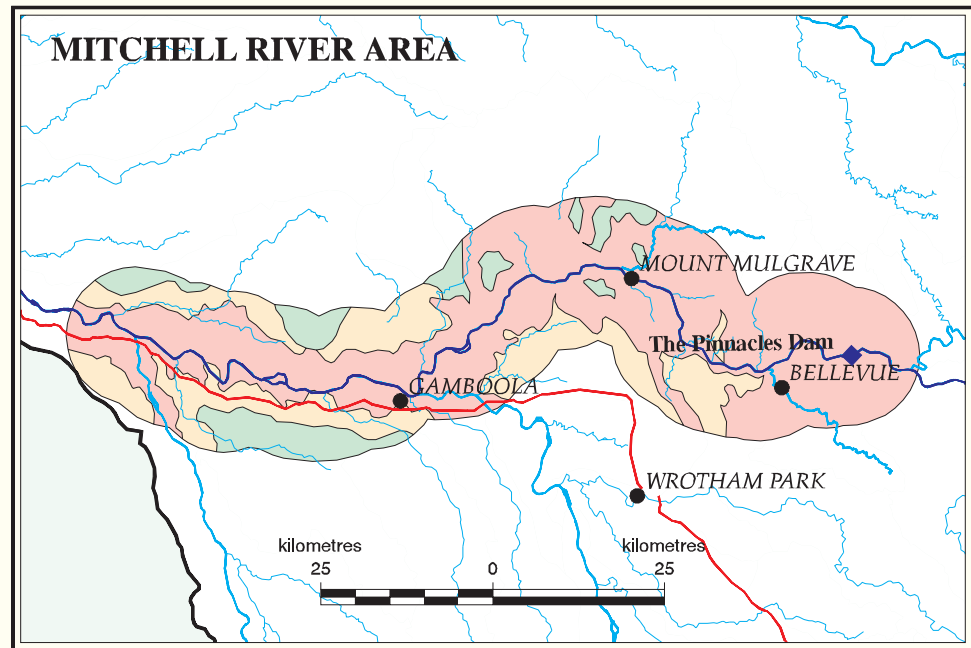 MITCHELL RIVER AREA
MOUNT MULGRAVE
The Pinnacles Dam
BELLEVUE
GAMBOOLA
WROTHAM PARK
kilometres kilometres
25 0 25